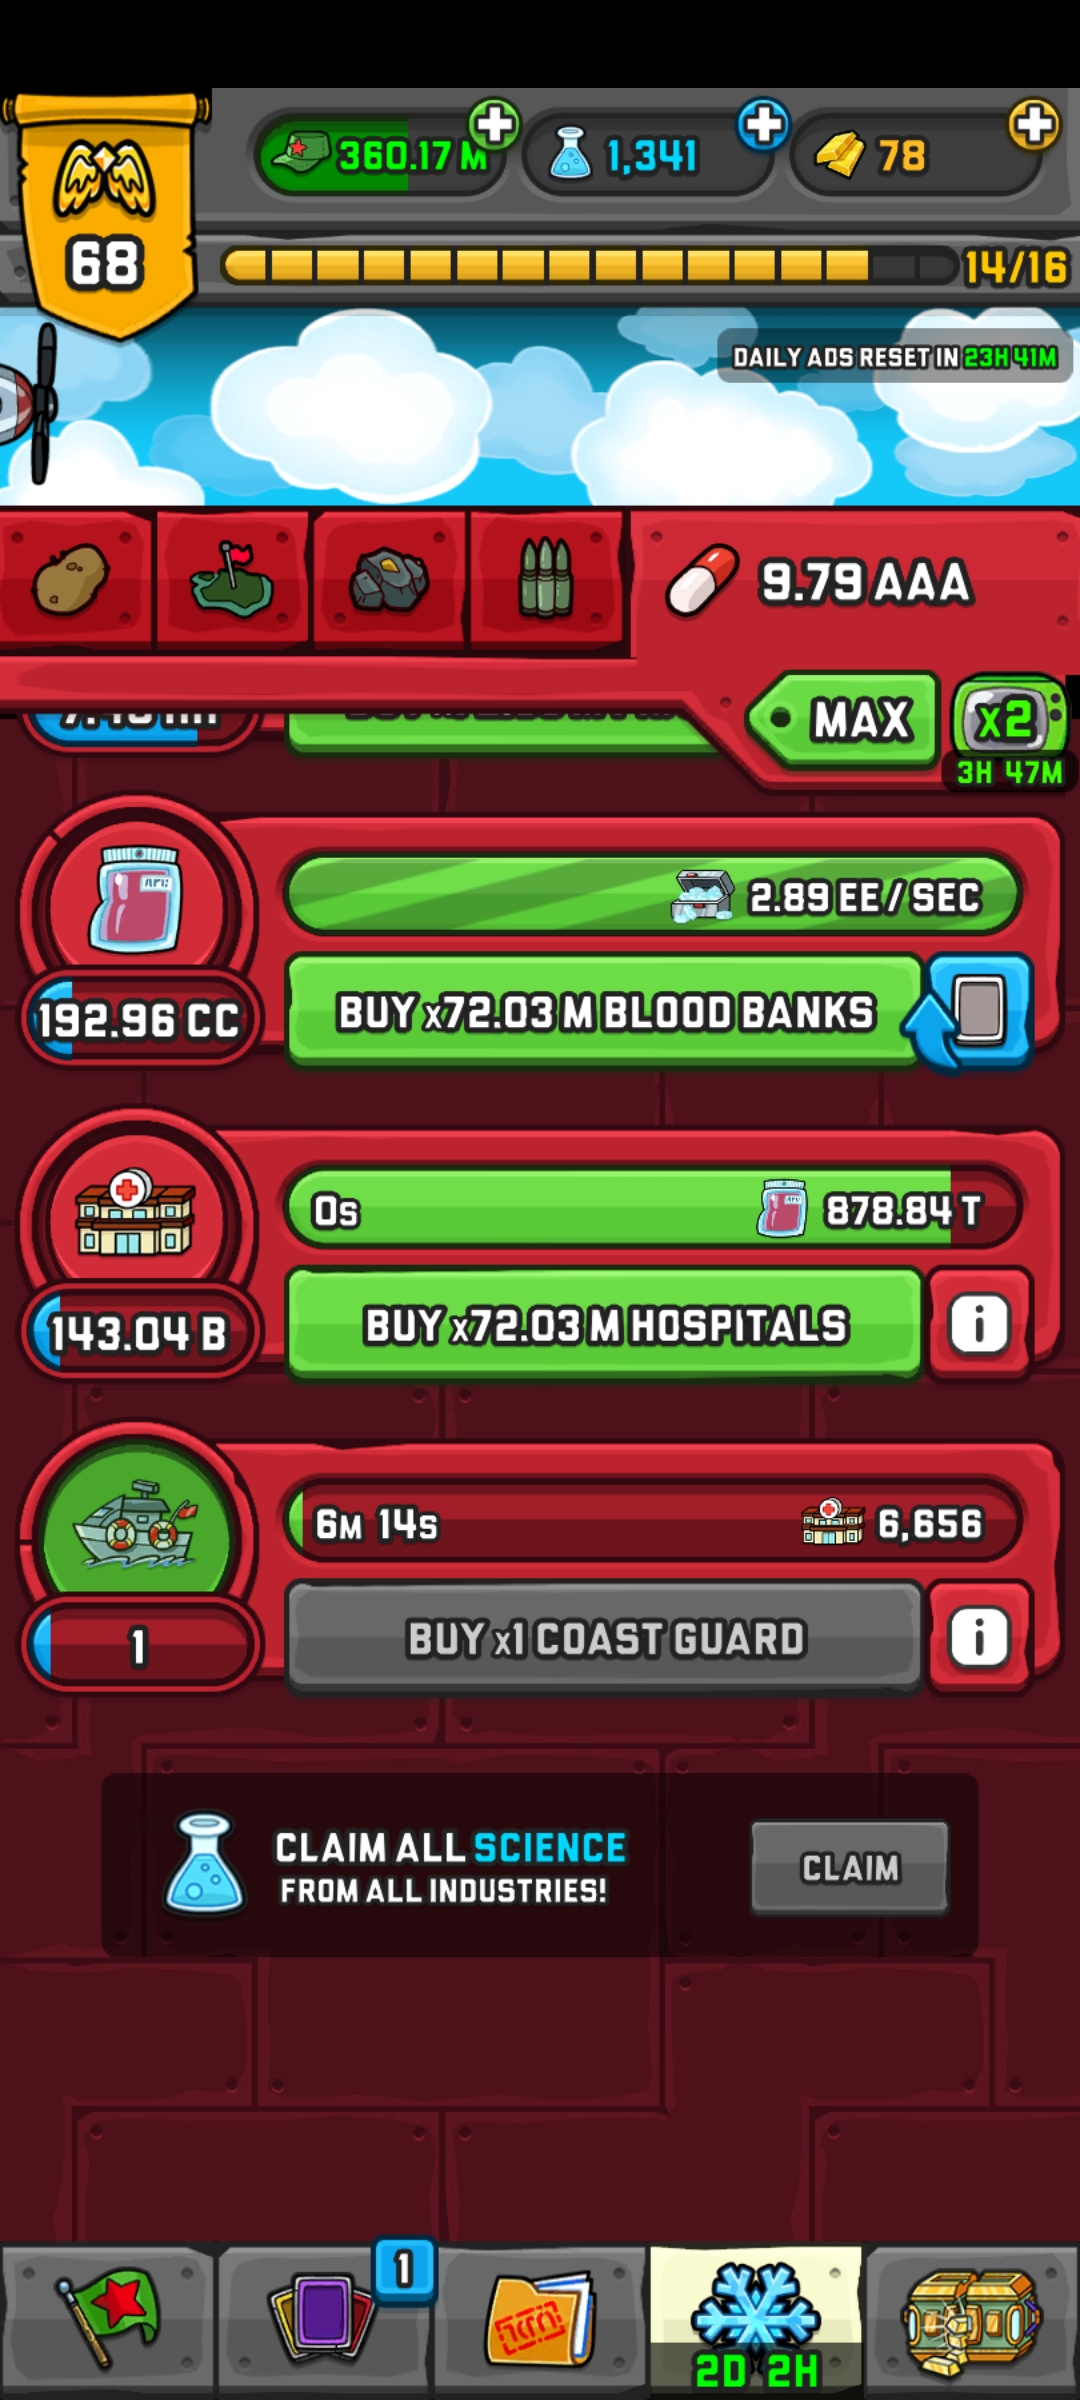 360.17 M
1,341
78
68
14/16
DAILY ADS RESET IN 23H 41M
9.79 AAA
MAX
x2
3H 47M
2.89 EE / SEC
192.96 CC
BUY x72.03 M BLOOD BANKS
0s
878.84 T
143.04 B
BUY x72.03 M HOSPITALS
i
6M 14s
6,656
1
BUY x1 COAST GUARD
i
CLAIM ALL SCIENCE
FROM ALL INDUSTRIES!
CLAIM
1
2D 2H